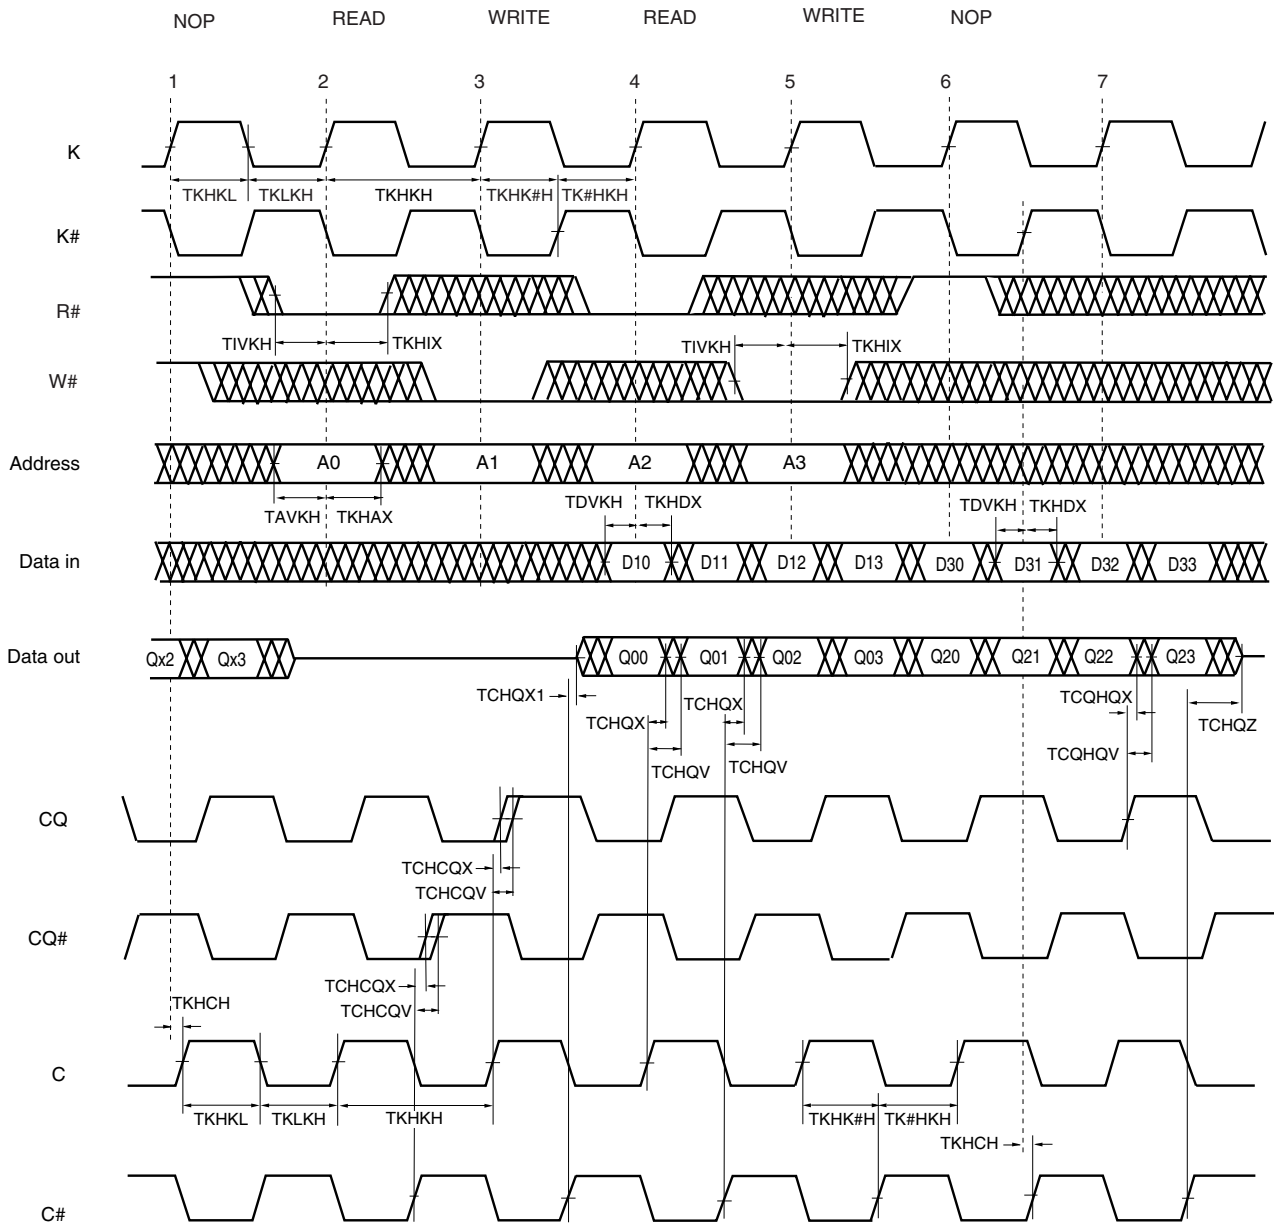 NOP READ WRITE READ WRITE NOP
1 2 3 4 5 6 7
K
TKHKL TKLKH TKHKH TKHK#H TK#HKH
K#
R#
TIVKH TKHIX TIVKH TKHIX
W#
Address A0 A1 A2 A3
TAVKH TKHAX TDVKH TKHDX TDVKH TKHDX
Data in D10 D11 D12 D13 D30 D31 D32 D33
Data out Qx2 Qx3 Q00 Q01 Q02 Q03 Q20 Q21 Q22 Q23
TCHQX1 TCHQX TCHQX TCQHQX TCHQZ
TCHQV TCHQV TCQHQV
CQ
TCHCQX
TCHCQV
CQ#
TCHCQX
TCHCQV
TKHCH
C
TKHKL TKLKH TKHKH TKHK#H TK#HKH
TKHCH
C#